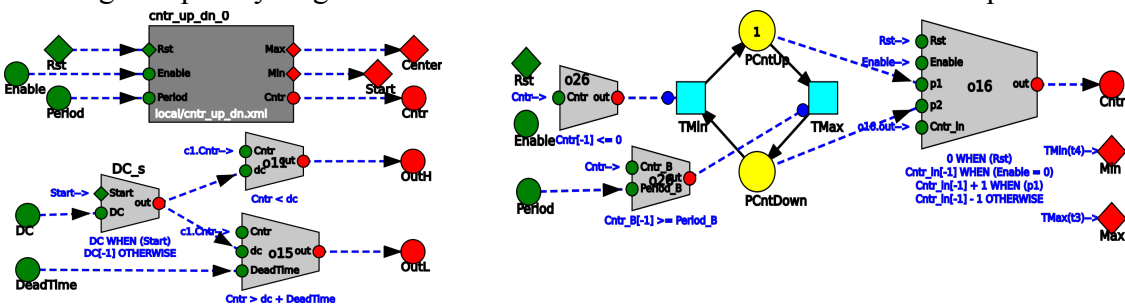 cntr_up_dn_0
Rst
Enable
Period
Rst
Enable
Period
Max
Min
Cntr
local/cntr_up_dn.xml
Center
Start
Cntr
DC_s
Start-->
Start
DC
out
DC WHEN (Start)
DC[-1] OTHERWISE
DC
DeadTime
c1.Cntr-->
Cntr
dc
out
Cntr < dc
OutH
c1.Cntr-->
Cntr
dc
DeadTime
o15
out
Cntr > dc + DeadTime
OutL
Rst
Enable
Period
o26
Cntr-->
Cntr
out
Cntr[-1] <= 0
Cntr-->
Cntr_B
Period_B
out
Cntr_B[-1] >= Period_B
1
PCntUp
TMin
TMax
PCntDown
Rst-->
Rst
Enable-->
Enable
p1
p2
o16.out-->
Cntr_in
o16
out
0 WHEN (Rst)
Cntr_in[-1] WHEN (Enable = 0)
Cntr_in[-1] + 1 WHEN (p1)
Cntr_in[-1] - 1 OTHERWISE
Cntr
TMin(t4)-->
Min
TMax(t3)-->
Max